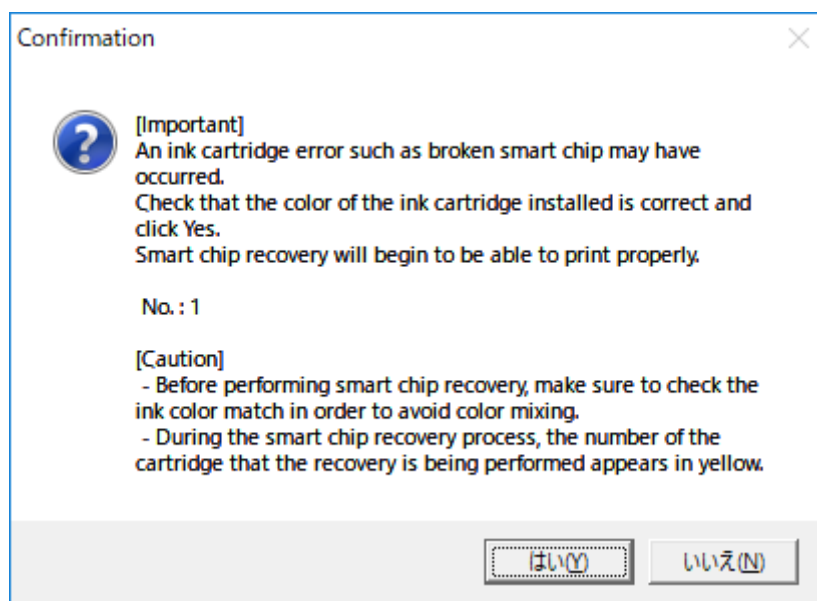 Confirmation
[Important]
An ink cartridge error such as broken smart chip may have
occurred.
Check that the color of the ink cartridge installed is correct and
click Yes.
Smart chip recovery will begin to be able to print properly.
No. : 1
[Caution]
- Before performing smart chip recovery, make sure to check the
ink color match in order to avoid color mixing.
- During the smart chip recovery process, the number of the
cartridge that the recovery is being performed appears in yellow.
はい(Y)
いいえ(N)